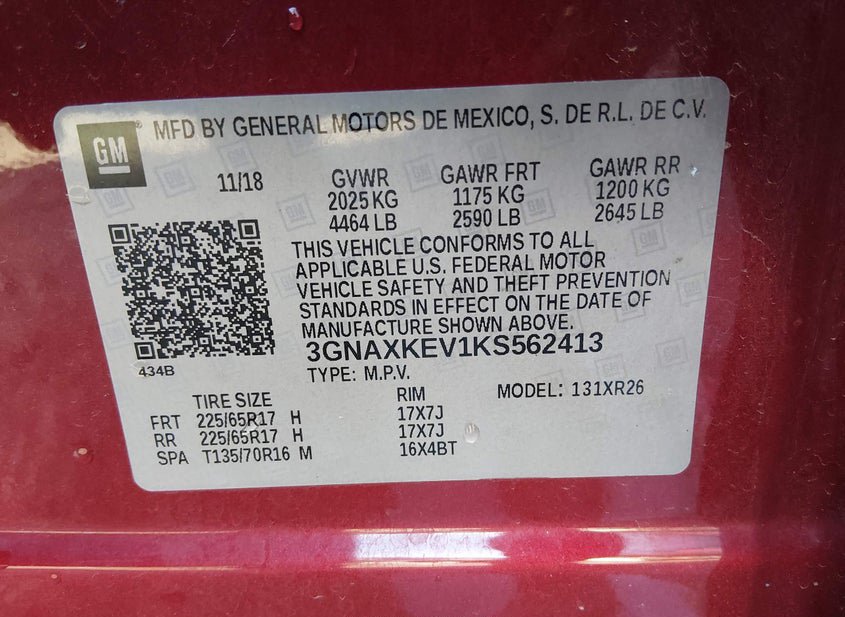 GM
® MFD BY GENERAL MOTORS DE MEXICO, S. DE R.L. DE C.V.
11/18 GVWR GAWR FRT GAWR RR
2025 KG 1175 KG 1200 KG
4464 LB 2590 LB 2645 LB
THIS VEHICLE CONFORMS TO ALL
APPLICABLE U.S. FEDERAL MOTOR
VEHICLE SAFETY AND THEFT PREVENTION
STANDARDS IN EFFECT ON THE DATE OF
MANUFACTURE SHOWN ABOVE.
434B 3GNAXKEV1KS562413
TYPE: M.P.V.
TIRE SIZE RIM MODEL: 131XR26
FRT 225/65R17 H 17X7J
RR 225/65R17 H 17X7J
SPA T135/70R16 M 16X4BT